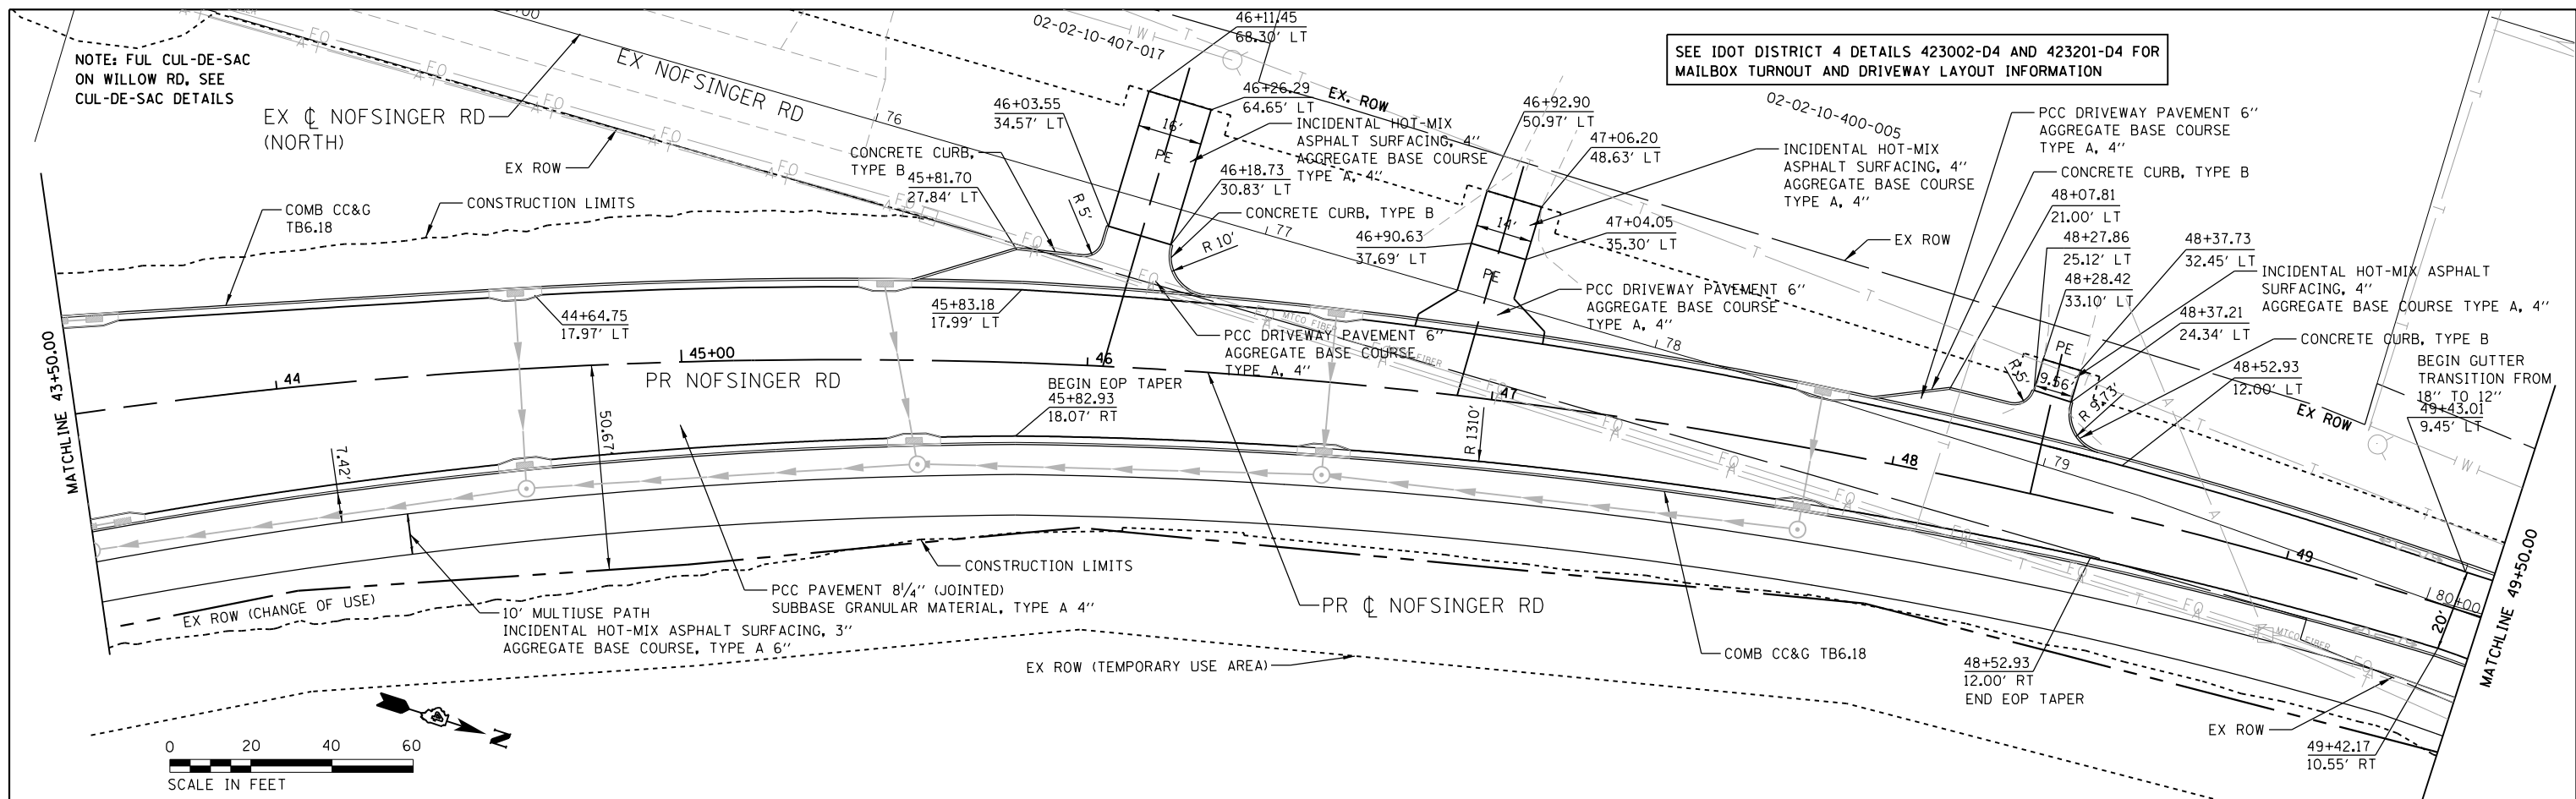 NOTE: FUL CUL-DE-SAC
ON WILLOW RD, SEE
CUL-DE-SAC DETAILS
EX ℄ NOFSINGER RD
(NORTH)
EX NOFSINGER RD
EX ROW
COMB CC&G
TB6.18
CONSTRUCTION LIMITS
MATCHLINE 43+50.00
76
02-02-10-407-017
46+11.45
68.30' LT
46+26.29
64.65' LT
EX. ROW
46+03.55
34.57' LT
16'
PE
INCIDENTAL HOT-MIX
ASPHALT SURFACING, 4"
AGGREGATE BASE COURSE
TYPE A, 4"
CONCRETE CURB,
TYPE B
45+81.70
27.84' LT
R 5'
46+18.73
30.83' LT
CONCRETE CURB, TYPE B
R 10'
77
46+92.90
50.97' LT
47+06.20
48.63' LT
14'
PE
46+90.63
37.69' LT
47+04.05
35.30' LT
SEE IDOT DISTRICT 4 DETAILS 423002-D4 AND 423201-D4 FOR
MAILBOX TURNOUT AND DRIVEWAY LAYOUT INFORMATION
02-02-10-400-005
INCIDENTAL HOT-MIX
ASPHALT SURFACING, 4"
AGGREGATE BASE COURSE
TYPE A, 4"
PCC DRIVEWAY PAVEMENT 6"
AGGREGATE BASE COURSE
TYPE A, 4"
CONCRETE CURB, TYPE B
48+07.81
21.00' LT
EX ROW
48+27.86
25.12' LT
48+28.42
33.10' LT
48+37.73
32.45' LT
INCIDENTAL HOT-MIX ASPHALT
SURFACING, 4"
AGGREGATE BASE COURSE TYPE A, 4"
48+37.21
24.34' LT
CONCRETE CURB, TYPE B
48+52.93
12.00' LT
BEGIN GUTTER
TRANSITION FROM
18" TO 12"
49+43.01
9.45' LT
PE
R 5'
9.56'
R 9.73'
EX ROW
44+64.75
17.97' LT
45+83.18
17.99' LT
PCC DRIVEWAY PAVEMENT 6"
AGGREGATE BASE COURSE
TYPE A, 4"
PCC DRIVEWAY PAVEMENT 6"
AGGREGATE BASE COURSE
TYPE A, 4"
MTCO FIBER
78
79
80+00
44
45+00
46
47
48
49
PR NOFSINGER RD
BEGIN EOP TAPER
45+82.93
18.07' RT
50.67'
7.42'
R 1310'
20'
MATCHLINE 49+50.00
EX ROW (CHANGE OF USE)
10' MULTIUSE PATH
INCIDENTAL HOT-MIX ASPHALT SURFACING, 3"
AGGREGATE BASE COURSE, TYPE A 6"
PCC PAVEMENT 8¼" (JOINTED)
SUBBASE GRANULAR MATERIAL, TYPE A 4"
CONSTRUCTION LIMITS
PR ℄ NOFSINGER RD
EX ROW (TEMPORARY USE AREA)
COMB CC&G TB6.18
48+52.93
12.00' RT
END EOP TAPER
MTCO FIBER
EX ROW
49+42.17
10.55' RT
N
0 20 40 60
SCALE IN FEET